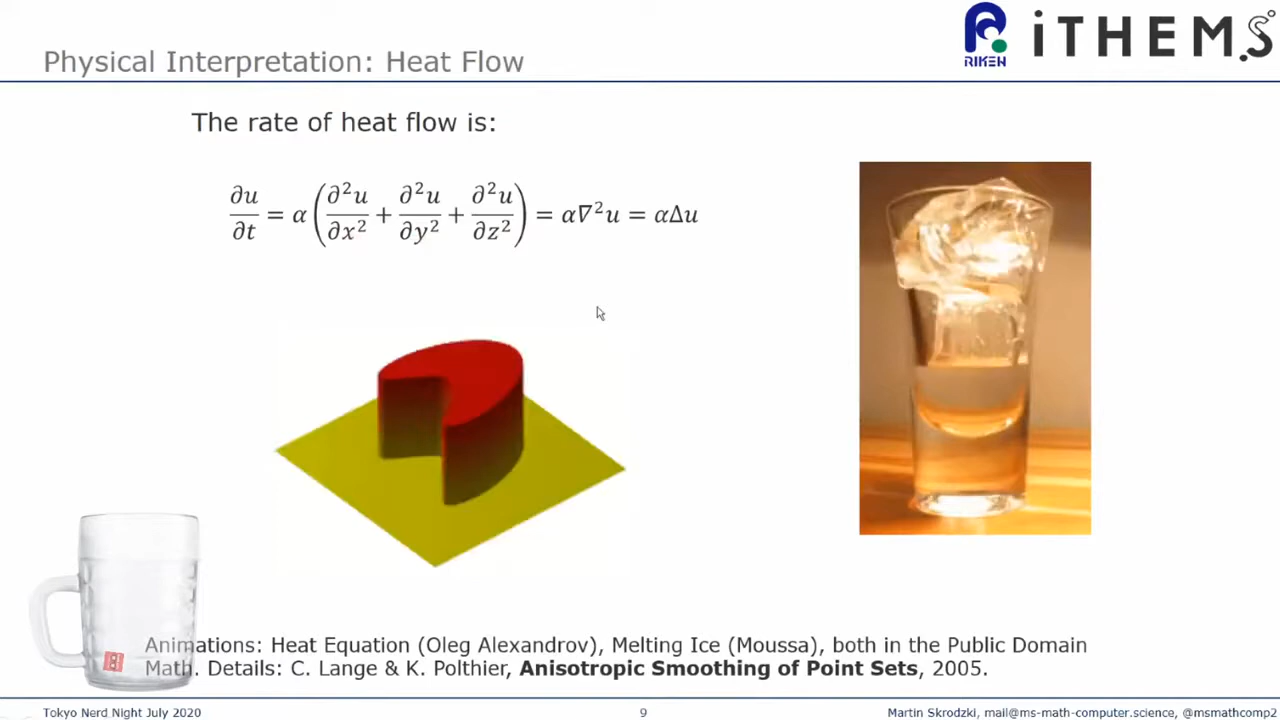 Physical Interpretation: Heat Flow
RIKEN
iTHEMS
The rate of heat flow is:
∂u/∂t = α(∂²u/∂x² + ∂²u/∂y² + ∂²u/∂z²) = α∇²u = αΔu
Animations: Heat Equation (Oleg Alexandrov), Melting Ice (Moussa), both in the Public Domain
Math. Details: C. Lange & K. Polthier, Anisotropic Smoothing of Point Sets, 2005.
Tokyo Nerd Night July 2020
9
Martin Skrodzki, mail@ms-math-computer.science, @msmathcomp2